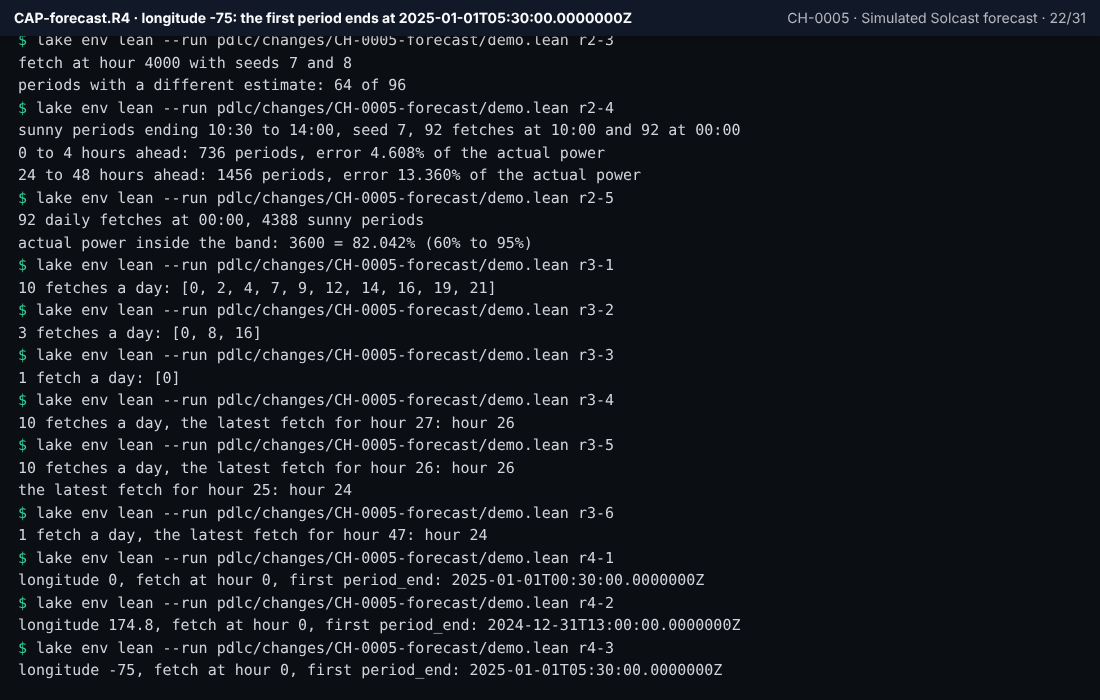 CAP-forecast.R4 · longitude -75: the first period ends at 2025-01-01T05:30:00.0000000Z
CH-0005 · Simulated Solcast forecast · 22/31
$ lake env lean --run pdlc/changes/CH-0005-forecast/demo.lean r2-3
fetch at hour 4000 with seeds 7 and 8
periods with a different estimate: 64 of 96
$ lake env lean --run pdlc/changes/CH-0005-forecast/demo.lean r2-4
sunny periods ending 10:30 to 14:00, seed 7, 92 fetches at 10:00 and 92 at 00:00
0 to 4 hours ahead: 736 periods, error 4.608% of the actual power
24 to 48 hours ahead: 1456 periods, error 13.360% of the actual power
$ lake env lean --run pdlc/changes/CH-0005-forecast/demo.lean r2-5
92 daily fetches at 00:00, 4388 sunny periods
actual power inside the band: 3600 = 82.042% (60% to 95%)
$ lake env lean --run pdlc/changes/CH-0005-forecast/demo.lean r3-1
10 fetches a day: [0, 2, 4, 7, 9, 12, 14, 16, 19, 21]
$ lake env lean --run pdlc/changes/CH-0005-forecast/demo.lean r3-2
3 fetches a day: [0, 8, 16]
$ lake env lean --run pdlc/changes/CH-0005-forecast/demo.lean r3-3
1 fetch a day: [0]
$ lake env lean --run pdlc/changes/CH-0005-forecast/demo.lean r3-4
10 fetches a day, the latest fetch for hour 27: hour 26
$ lake env lean --run pdlc/changes/CH-0005-forecast/demo.lean r3-5
10 fetches a day, the latest fetch for hour 26: hour 26
the latest fetch for hour 25: hour 24
$ lake env lean --run pdlc/changes/CH-0005-forecast/demo.lean r3-6
1 fetch a day, the latest fetch for hour 47: hour 24
$ lake env lean --run pdlc/changes/CH-0005-forecast/demo.lean r4-1
longitude 0, fetch at hour 0, first period_end: 2025-01-01T00:30:00.0000000Z
$ lake env lean --run pdlc/changes/CH-0005-forecast/demo.lean r4-2
longitude 174.8, fetch at hour 0, first period_end: 2024-12-31T13:00:00.0000000Z
$ lake env lean --run pdlc/changes/CH-0005-forecast/demo.lean r4-3
longitude -75, fetch at hour 0, first period_end: 2025-01-01T05:30:00.0000000Z